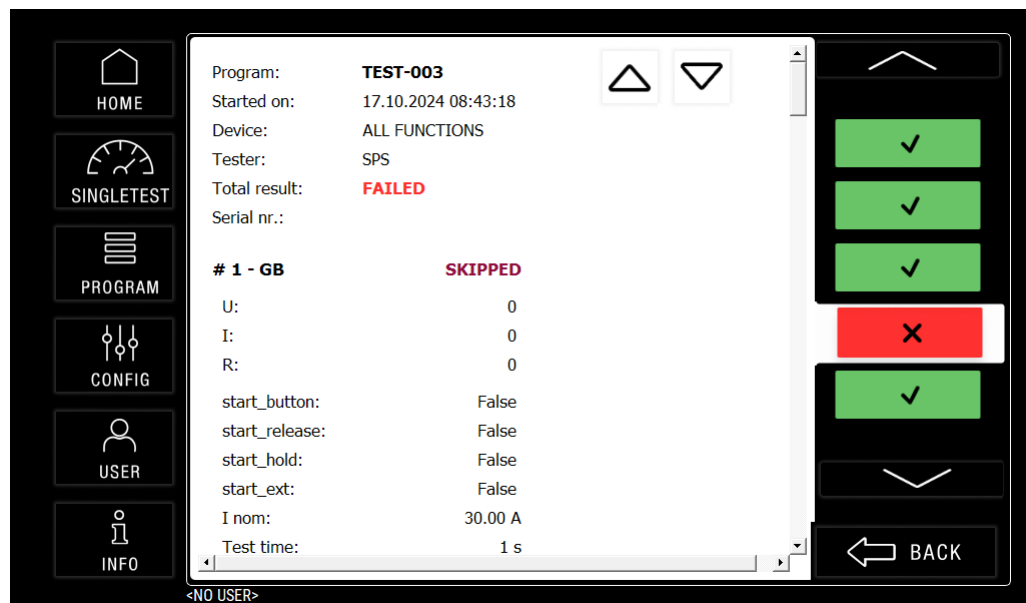 HOME
SINGLETEST
PROGRAM
CONFIG
USER
INFO
Program: TEST-003
Started on: 17.10.2024 08:43:18
Device: ALL FUNCTIONS
Tester: SPS
Total result: FAILED
Serial nr.:
# 1 - GB SKIPPED
U: 0
I: 0
R: 0
start_button: False
start_release: False
start_hold: False
start_ext: False
I nom: 30.00 A
Test time: 1 s
BACK
<NO USER>